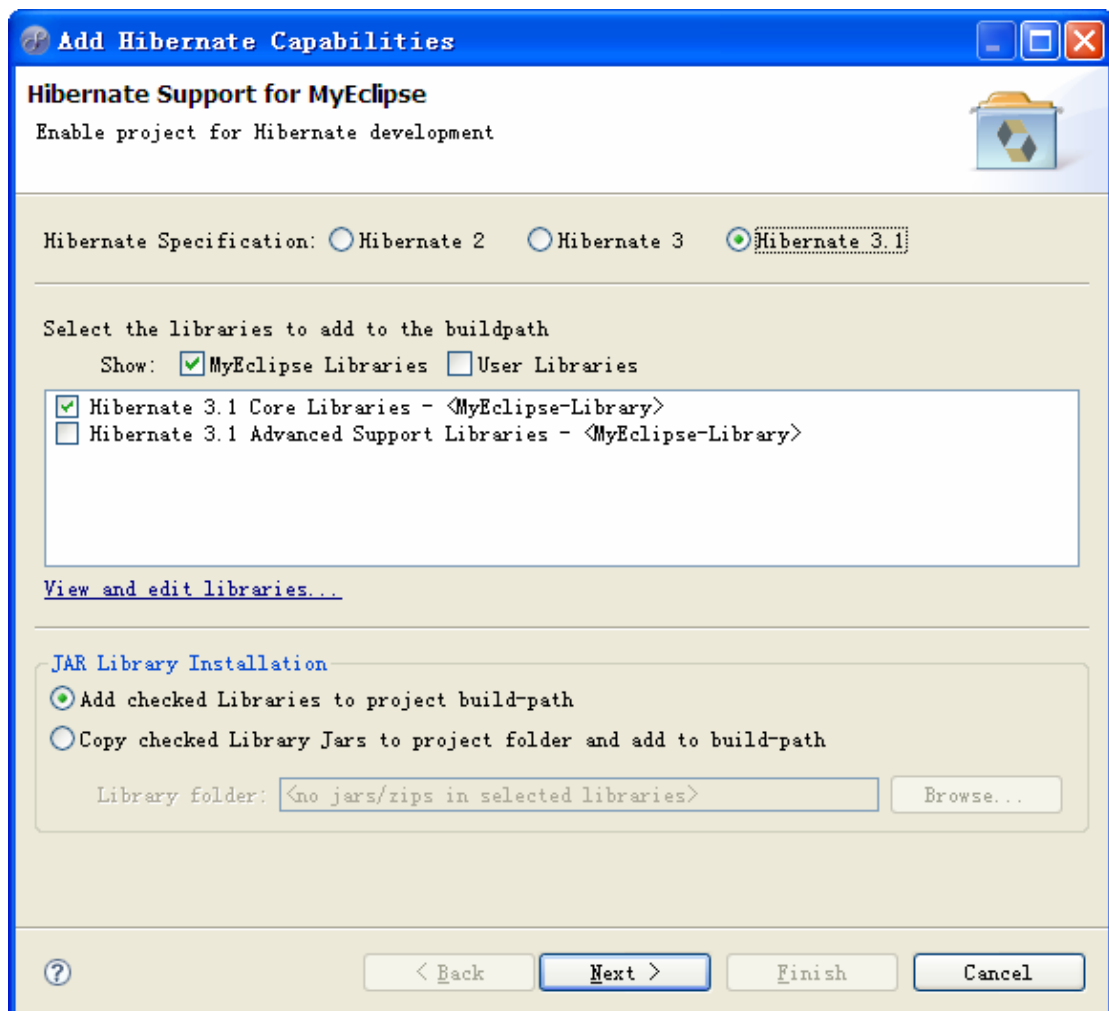 Add Hibernate Capabilities
Hibernate Support for MyEclipse
Enable project for Hibernate development
Hibernate Specification: Hibernate 2 Hibernate 3 Hibernate 3.1
Select the libraries to add to the buildpath
Show: MyEclipse Libraries User Libraries
Hibernate 3.1 Core Libraries - <MyEclipse-Library>
Hibernate 3.1 Advanced Support Libraries - <MyEclipse-Library>
View and edit libraries...
JAR Library Installation
Add checked Libraries to project build-path
Copy checked Library Jars to project folder and add to build-path
Library folder: <no jars/zips in selected libraries> Browse...
? < Back Next > Finish Cancel